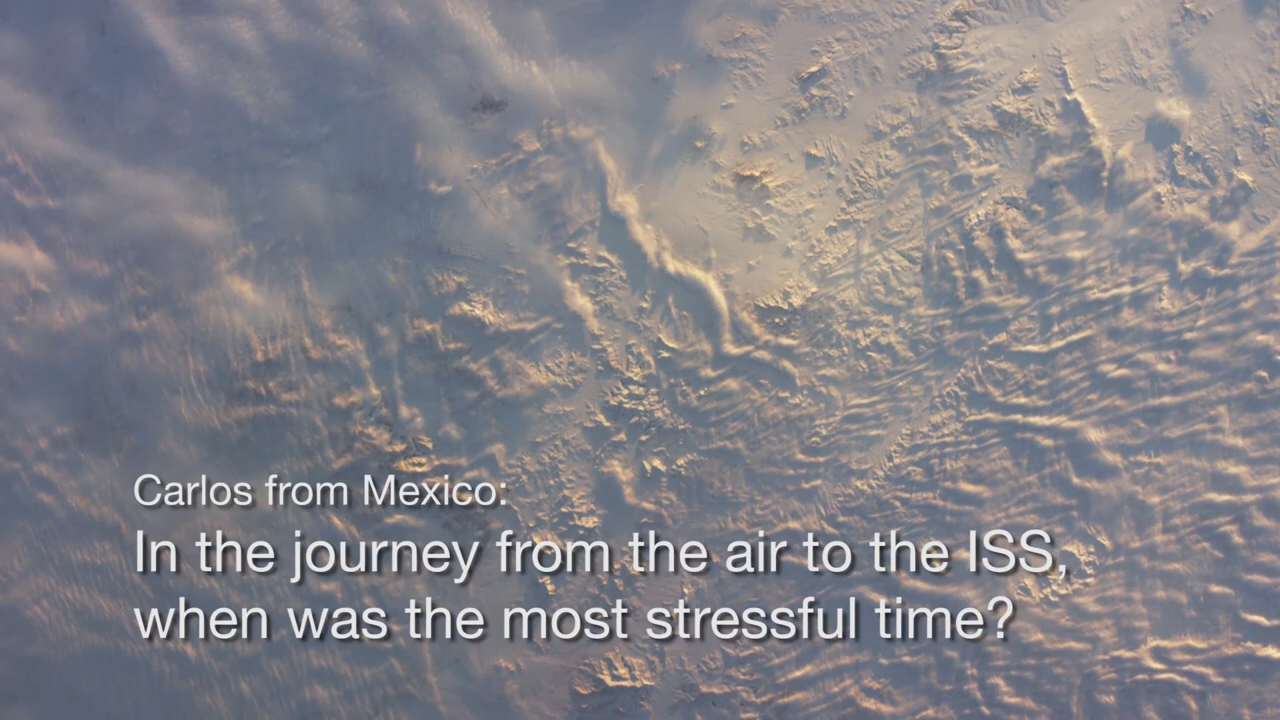 Carlos from Mexico:
In the journey from the air to the ISS,
when was the most stressful time?